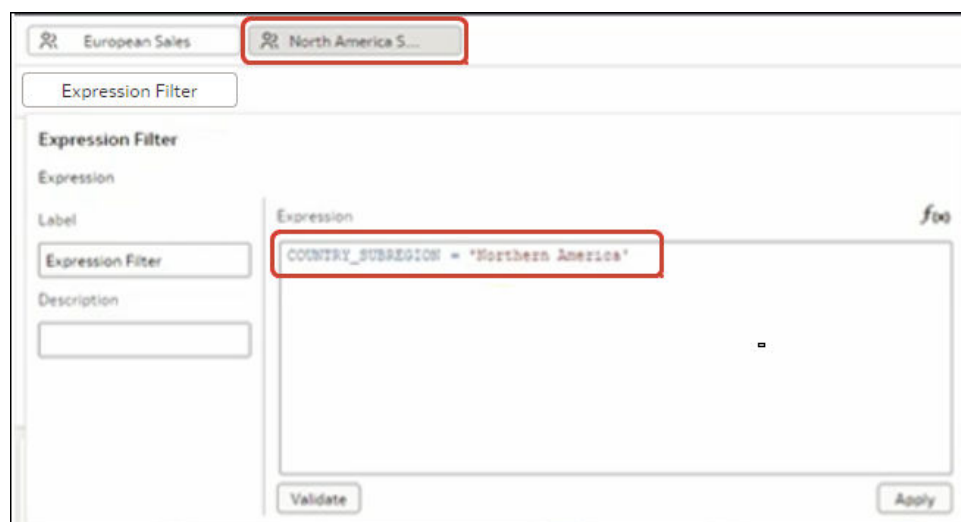 European Sales
North America S...
Expression Filter
Expression Filter
Expression
Label
Expression
f(x)
Expression Filter
COUNTRY_SUBREGION = 'Northern America'
Description
Validate
Apply